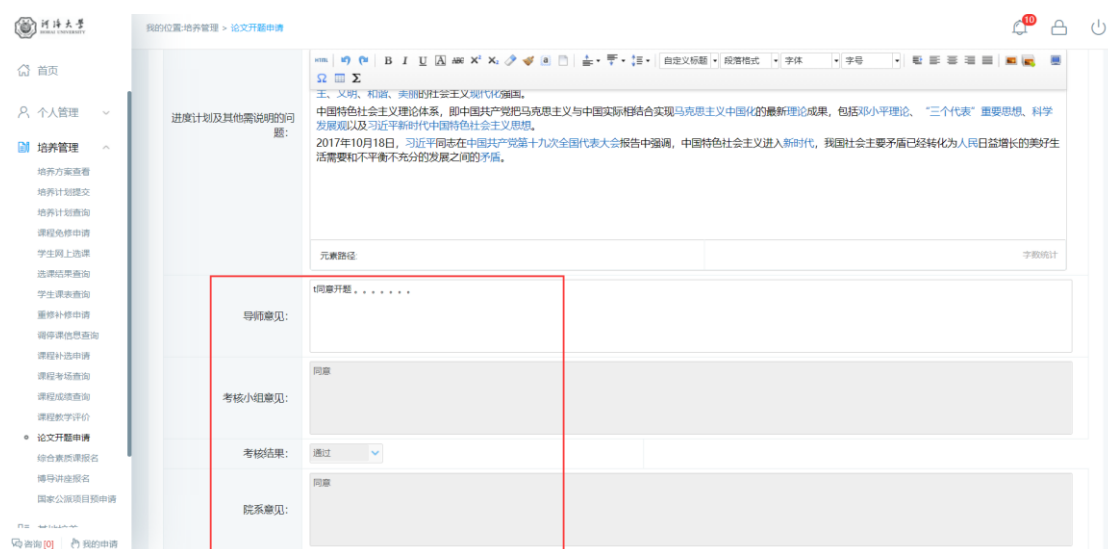 河海大学
HOHAI UNIVERSITY
我的位置:培养管理 > 论文开题申请
10
首页
个人管理
培养管理
培养方案查看
培养计划提交
培养计划查询
课程免修申请
学生网上选课
选课结果查询
学生课表查询
重修补修申请
调停课信息查询
课程补选申请
课程考场查询
课程成绩查询
课程教学评价
论文开题申请
综合素质课报名
博导讲座报名
国家公派项目预申请
咨询[0] 我的申请
进度计划及其他需说明的问
题:
HTML B I U A ABC X² X₂ a 自定义标题 段落格式 字体 字号
Ω Σ
主、文明、和谐、美丽的社会主义现代化强国。
中国特色社会主义理论体系，即中国共产党把马克思主义与中国实际相结合实现马克思主义中国化的最新理论成果，包括邓小平理论、“三个代表”重要思想、科学
发展观以及习近平新时代中国特色社会主义思想。
2017年10月18日，习近平同志在中国共产党第十九次全国代表大会报告中强调，中国特色社会主义进入新时代，我国社会主要矛盾已经转化为人民日益增长的美好生
活需要和不平衡不充分的发展之间的矛盾。
元素路径: 字数统计
导师意见:
t同意开题。。。。。。。
考核小组意见:
同意
考核结果:
通过
院系意见:
同意